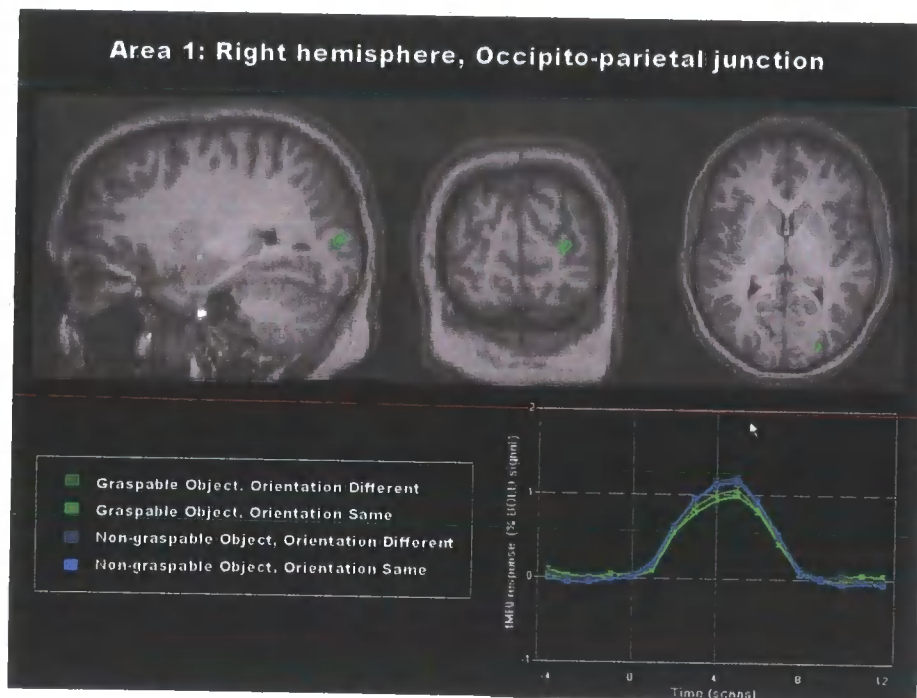 Area 1: Right hemisphere, Occipito-parietal junction
Graspable Object, Orientation Different
Graspable Object, Orientation Same
Non-graspable Object, Orientation Different
Non-graspable Object, Orientation Same
fMRI response (% BOLD signal)
2
1
0
-1
-4
0
4
8
12
Time (scans)